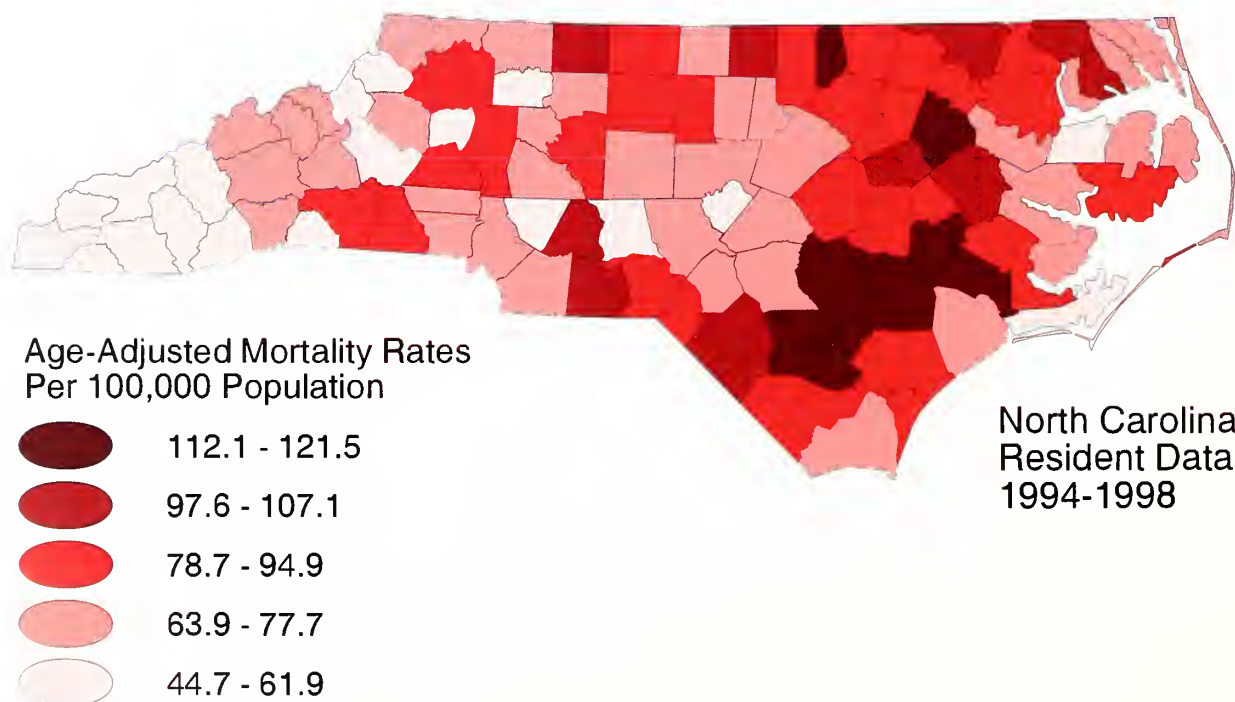 Age-Adjusted Mortality Rates
Per 100,000 Population
112.1 - 121.5
97.6 - 107.1
78.7 - 94.9
63.9 - 77.7
44.7 - 61.9
North Carolina
Resident Data
1994-1998